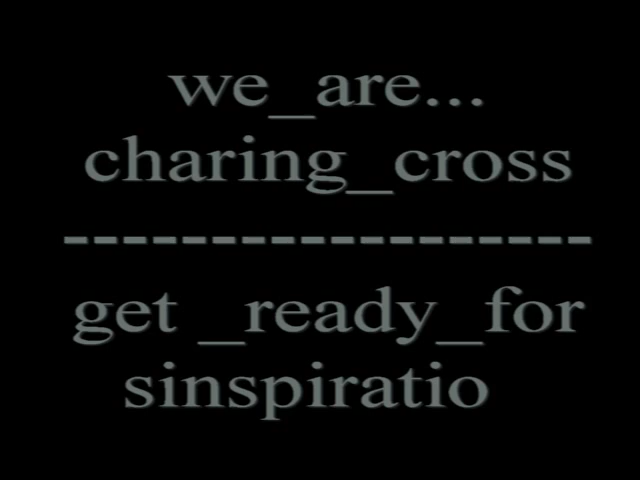 we_are...
charing_cross
------------------
get _ready_for
sinspiratio